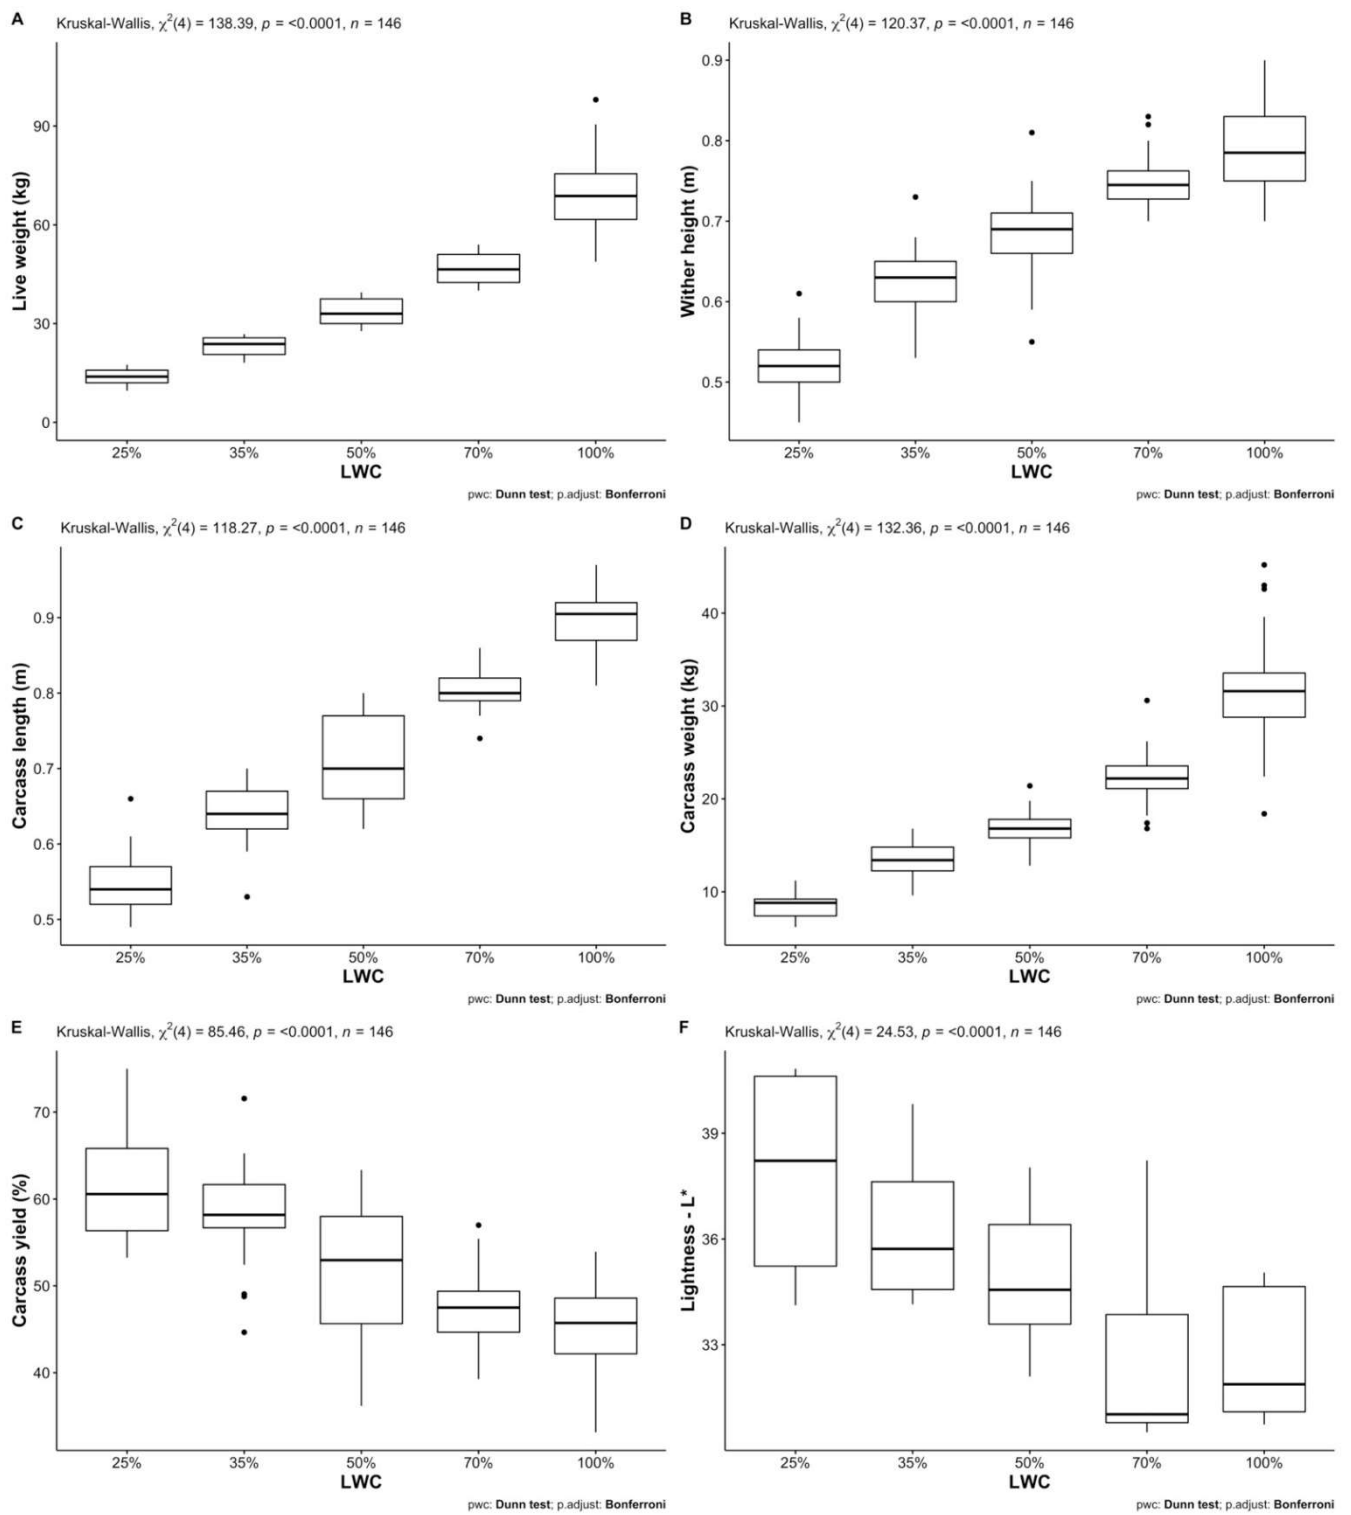 A Kruskal-Wallis, χ²(4) = 138.39, p = <0.0001, n = 146
Live weight (kg)
90
60
30
0
25% 35% 50% 70% 100%
LWC
pwc: Dunn test; p.adjust: Bonferroni
B Kruskal-Wallis, χ²(4) = 120.37, p = <0.0001, n = 146
Wither height (m)
0.9
0.8
0.7
0.6
0.5
25% 35% 50% 70% 100%
LWC
pwc: Dunn test; p.adjust: Bonferroni
C Kruskal-Wallis, χ²(4) = 118.27, p = <0.0001, n = 146
Carcass length (m)
0.9
0.8
0.7
0.6
0.5
25% 35% 50% 70% 100%
LWC
pwc: Dunn test; p.adjust: Bonferroni
D Kruskal-Wallis, χ²(4) = 132.36, p = <0.0001, n = 146
Carcass weight (kg)
40
30
20
10
25% 35% 50% 70% 100%
LWC
pwc: Dunn test; p.adjust: Bonferroni
E Kruskal-Wallis, χ²(4) = 85.46, p = <0.0001, n = 146
Carcass yield (%)
70
60
50
40
25% 35% 50% 70% 100%
LWC
pwc: Dunn test; p.adjust: Bonferroni
F Kruskal-Wallis, χ²(4) = 24.53, p = <0.0001, n = 146
Lightness - L*
39
36
33
25% 35% 50% 70% 100%
LWC
pwc: Dunn test; p.adjust: Bonferroni